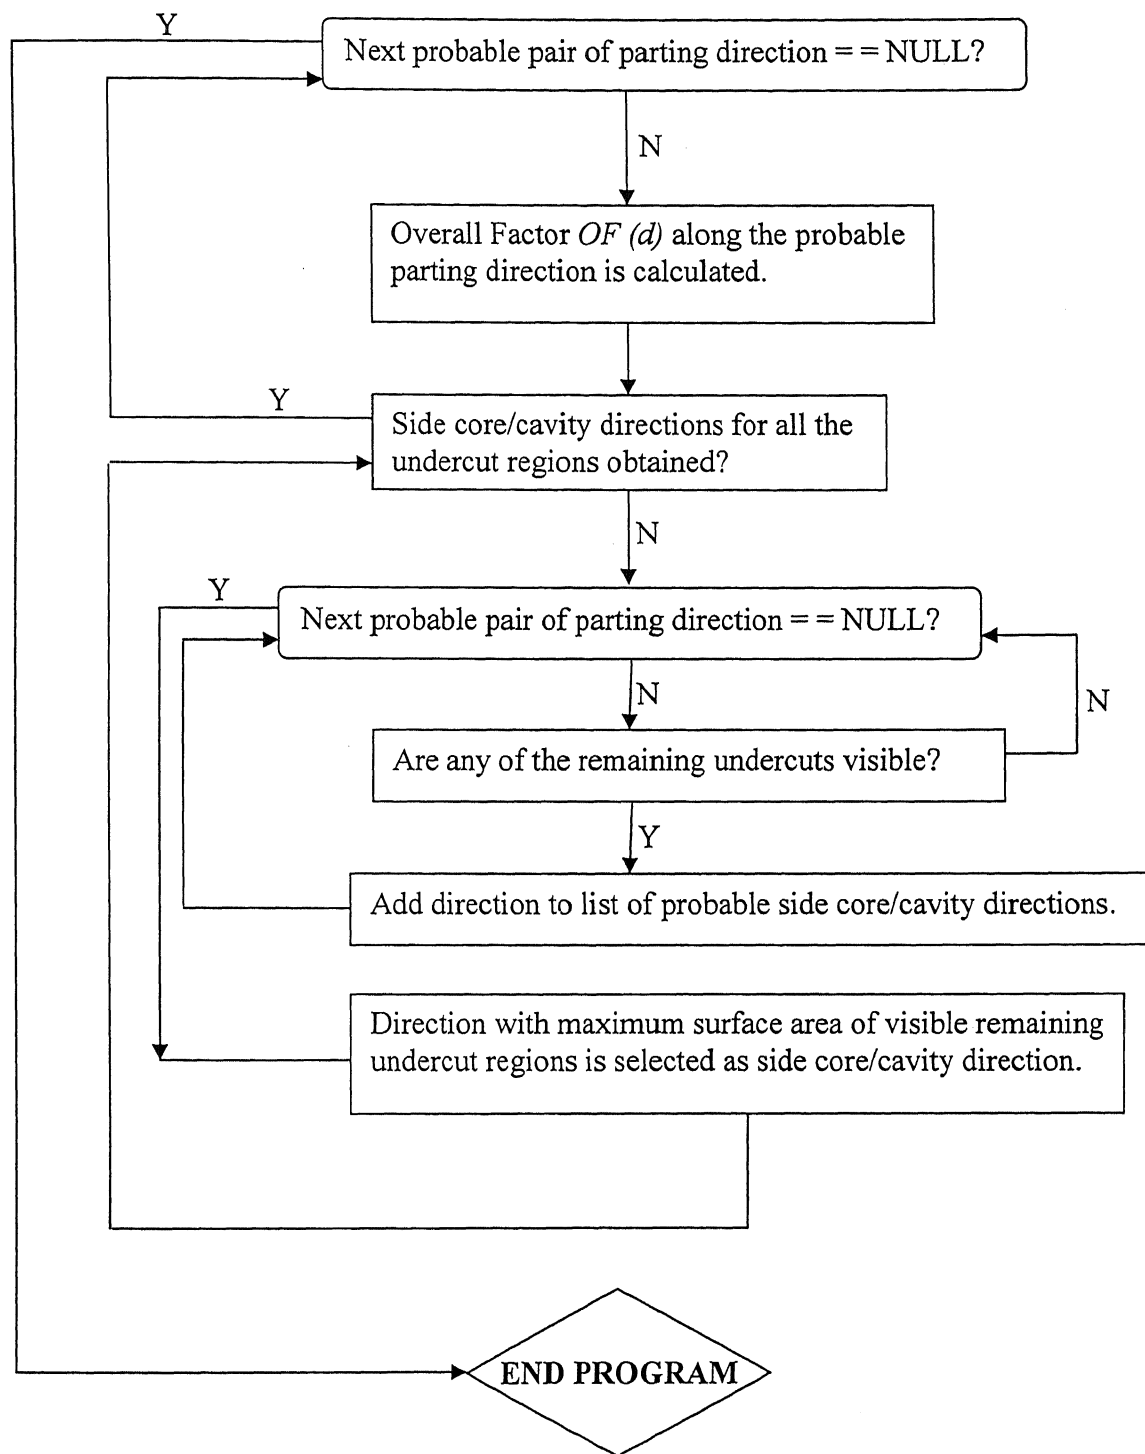 Y
Next probable pair of parting direction = = NULL?
N
Overall Factor OF (d) along the probable
parting direction is calculated.
Y
Side core/cavity directions for all the
undercut regions obtained?
N
Y
Next probable pair of parting direction = = NULL?
N
N
Are any of the remaining undercuts visible?
Y
Add direction to list of probable side core/cavity directions.
Direction with maximum surface area of visible remaining
undercut regions is selected as side core/cavity direction.
END PROGRAM